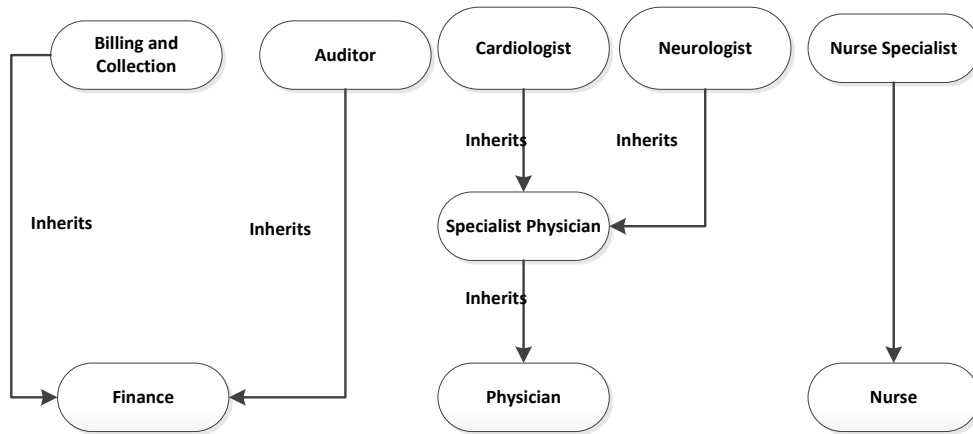 Billing and
Collection
Auditor
Cardiologist
Neurologist
Nurse Specialist
Inherits
Inherits
Inherits
Inherits
Specialist Physician
Inherits
Finance
Physician
Nurse